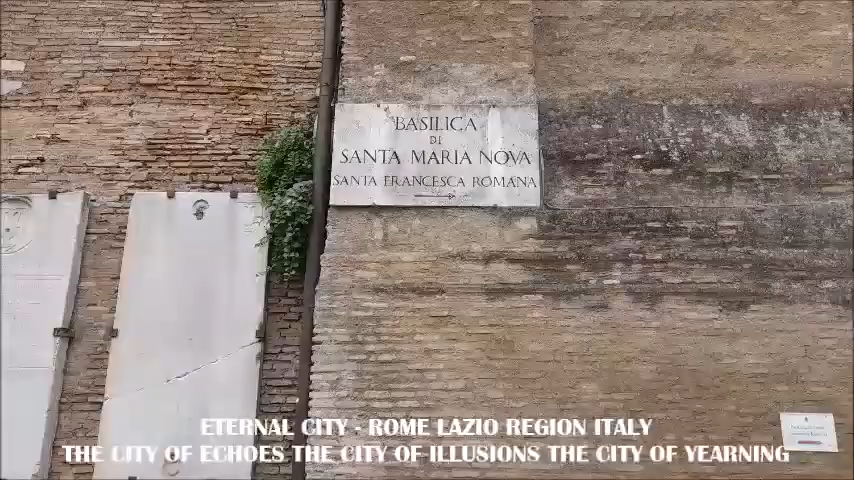 BASILICA
DI
SANTA MARIA NOVA
SANTA FRANCESCA ROMANA
ETERNAL CITY - ROME LAZIO REGION ITALY
THE CITY OF ECHOES THE CITY OF ILLUSIONS THE CITY OF YEARNING